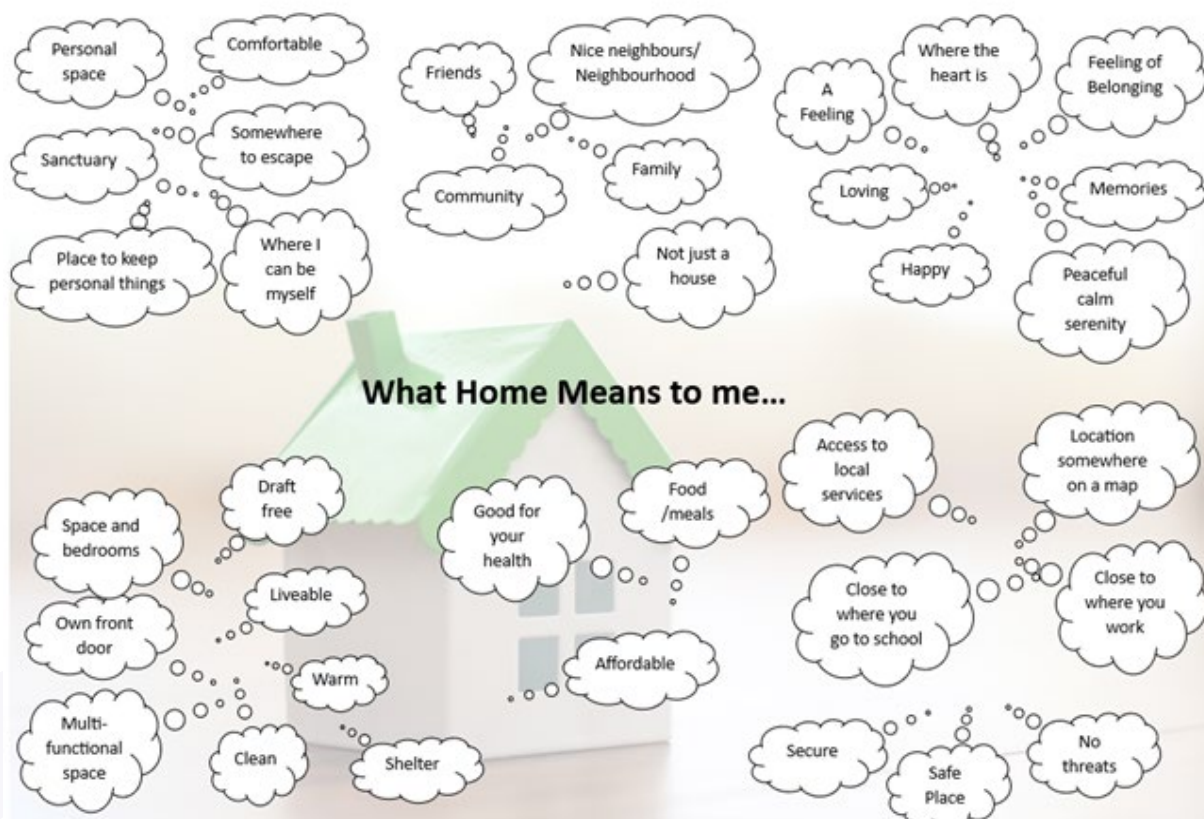 Personal
space
Comfortable
Sanctuary
Somewhere
to escape
Place to keep
personal things
Where I
can be
myself
Friends
Nice neighbours/
Neighbourhood
Community
Family
Not just a
house
A
Feeling
Where the
heart is
Feeling of
Belonging
Loving
Memories
Happy
Peaceful
calm
serenity
What Home Means to me...
Space and
bedrooms
Draft
free
Own front
door
Liveable
Warm
Multi-
functional
space
Clean
Shelter
Good for
your
health
Food
/meals
Affordable
Access to
local
services
Location
somewhere
on a map
Close to
where you
go to school
Close to
where you
work
Secure
Safe
Place
No
threats